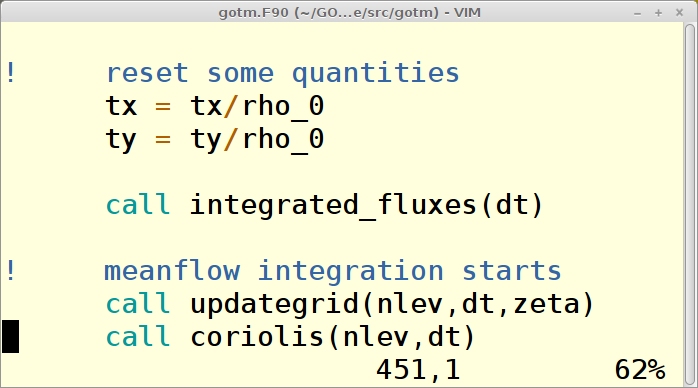 gotm.F90 (~/GO...e/src/gotm) - VIM
!     reset some quantities
      tx = tx/rho_0
      ty = ty/rho_0
      call integrated_fluxes(dt)
!     meanflow integration starts
      call updategrid(nlev,dt,zeta)
      call coriolis(nlev,dt)
451,1 62%